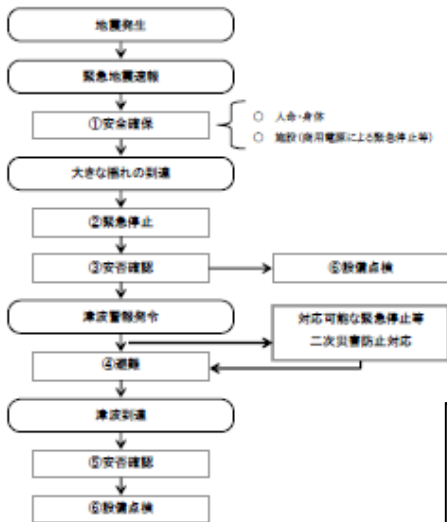 地震発生
緊急地震速報
①安全確保
○ 人命・身体
○ 施設(商用電源による緊急停止等)
大きな揺れの到達
②緊急停止
③安否確認
⑥設備点検
津波警報発令
対応可能な緊急停止等
二次災害防止対応
④避難
津波到達
⑤安否確認
⑥設備点検